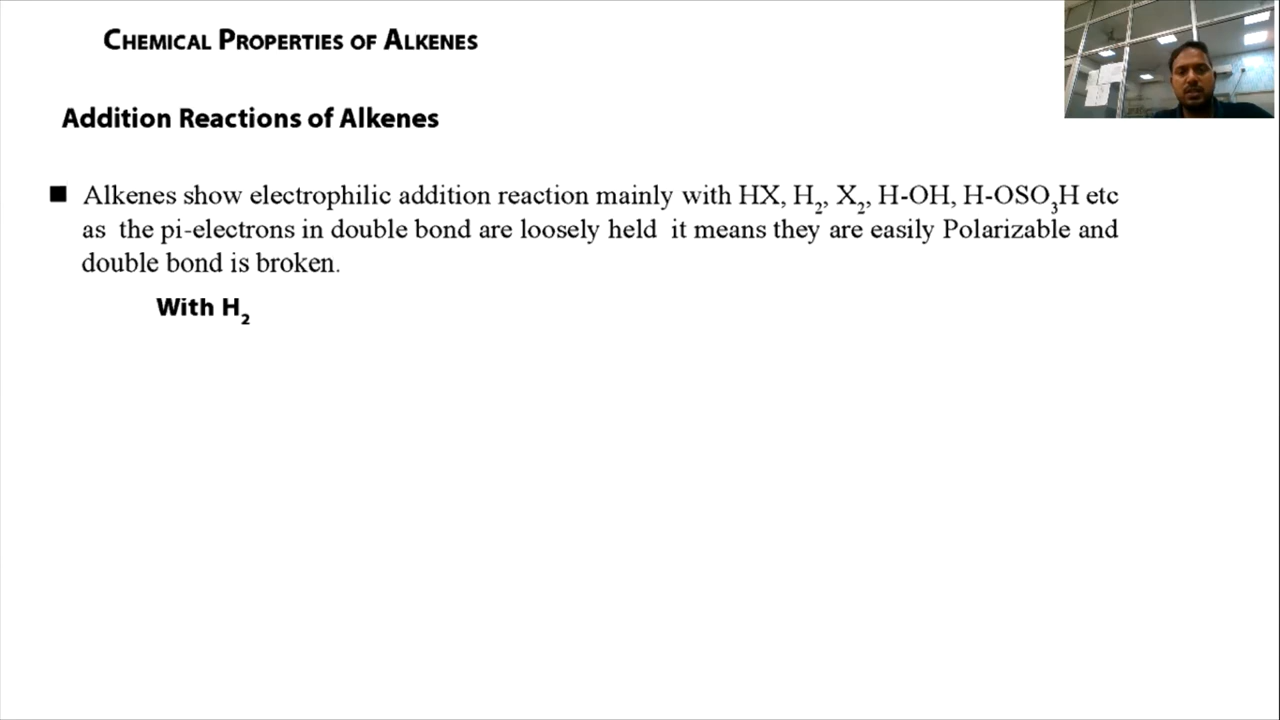 CHEMICAL PROPERTIES OF ALKENES
Addition Reactions of Alkenes
■ Alkenes show electrophilic addition reaction mainly with HX, H₂, X₂, H-OH, H-OSO₃H etc
as the pi-electrons in double bond are loosely held it means they are easily Polarizable and
double bond is broken.
With H₂